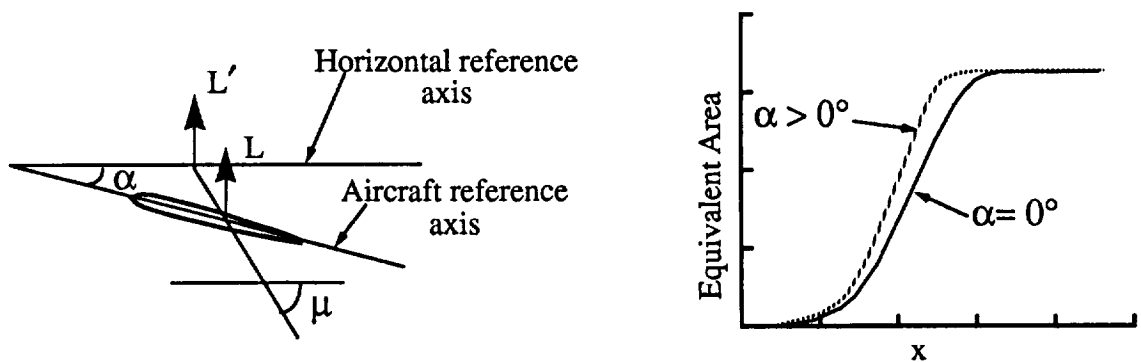 Horizontal reference
axis
L′
L
α
Aircraft reference
axis
μ
Equivalent Area
α > 0°
α= 0°
x